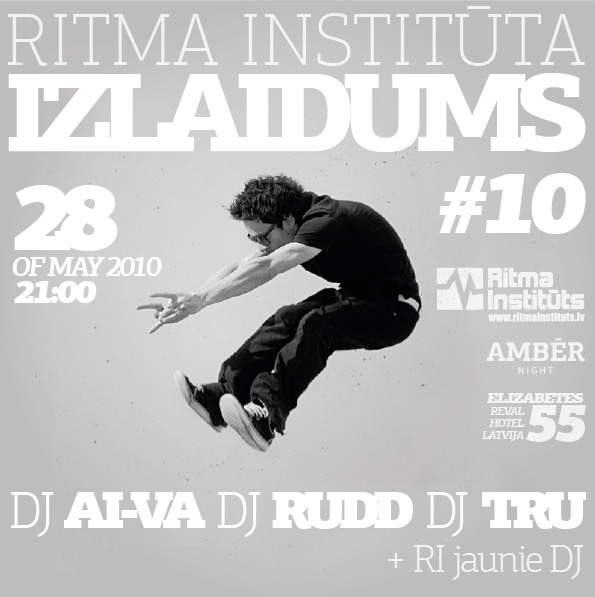 RITMA INSTITŪTA
IZLAIDUMS
#10
28
OF MAY 2010
21:00
Ritma
Institūts
www.ritmainstituts.lv
AMBÉR
NIGHT
ELIZABETES
REVAL
HOTEL
LATVIJA
55
DJ AI-VA DJ RUDD DJ TRU
+ RI jaunie DJ